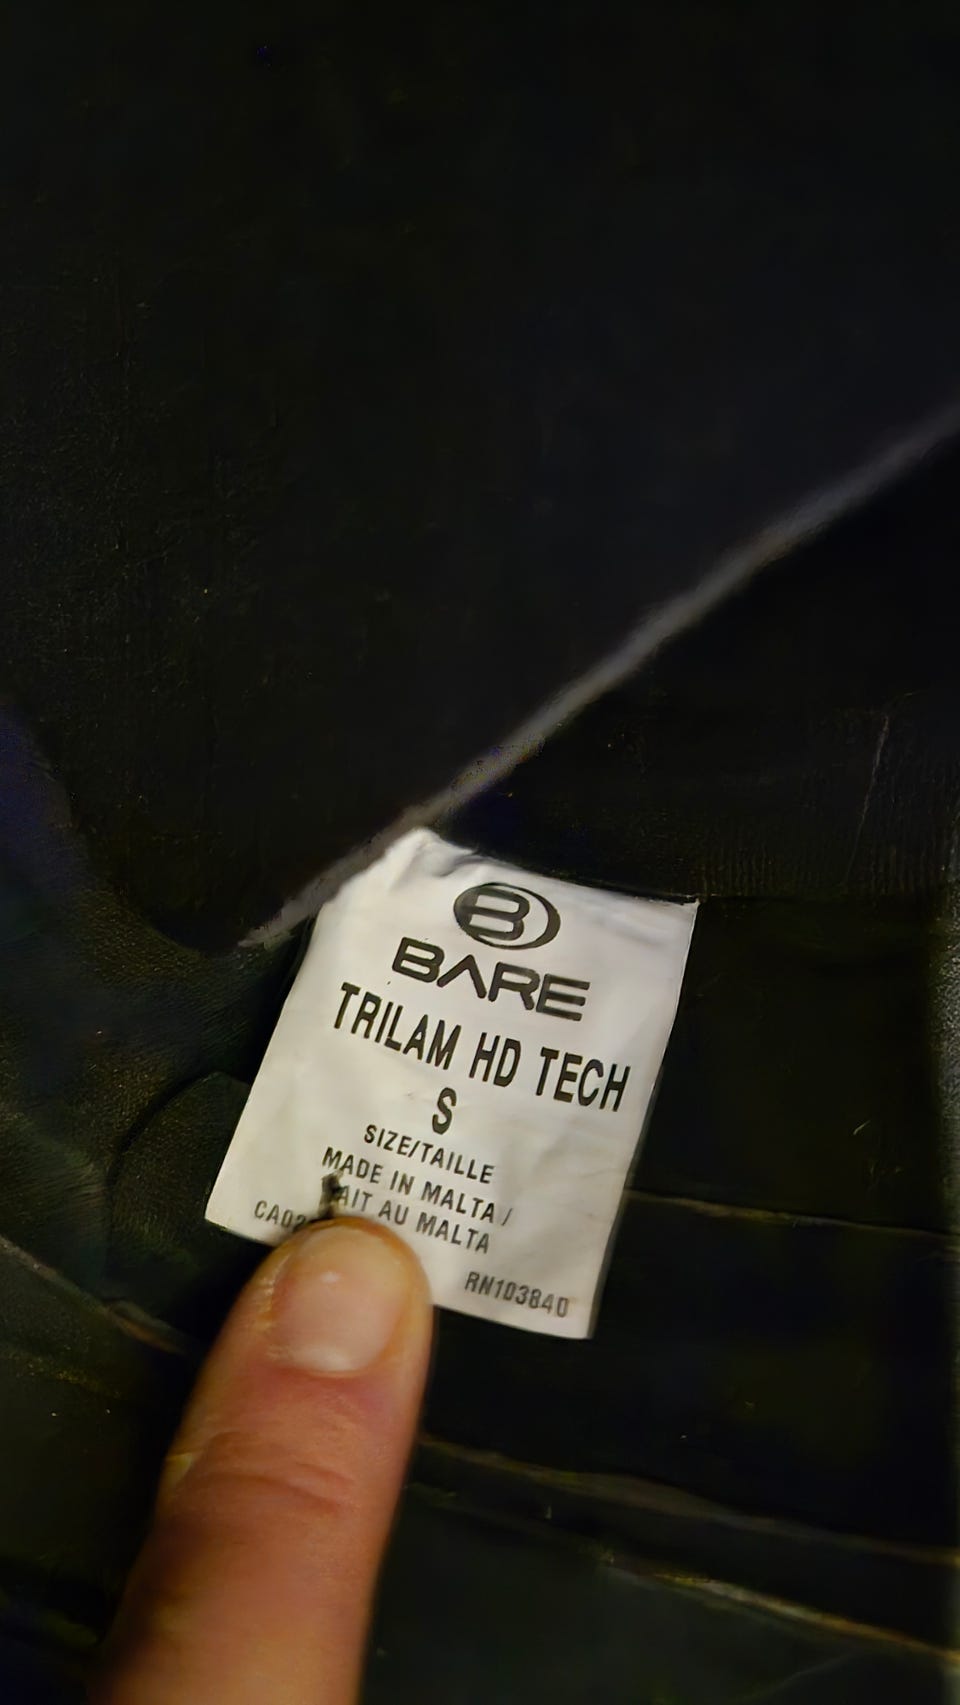 B
BARE
TRILAM HD TECH
S
SIZE/TAILLE
MADE IN MALTA/
AIT AU MALTA
RN103840